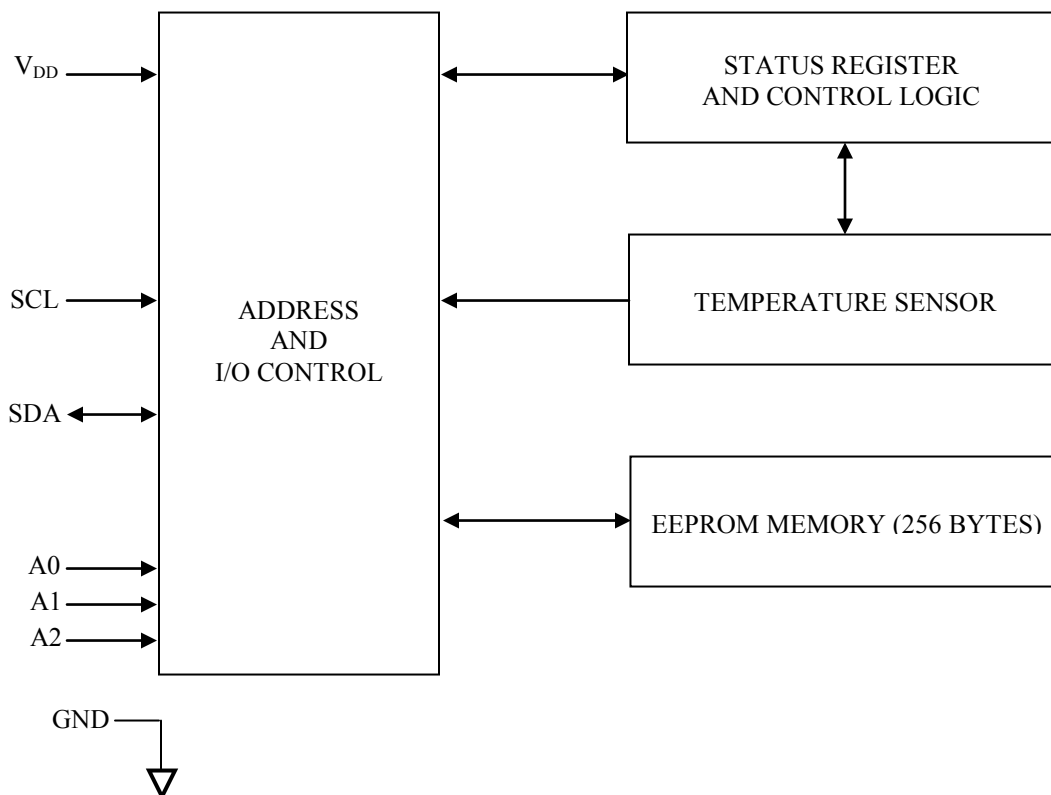 V_DD
STATUS REGISTER
AND CONTROL LOGIC
SCL
ADDRESS
AND
I/O CONTROL
TEMPERATURE SENSOR
SDA
EEPROM MEMORY (256 BYTES)
A0
A1
A2
GND